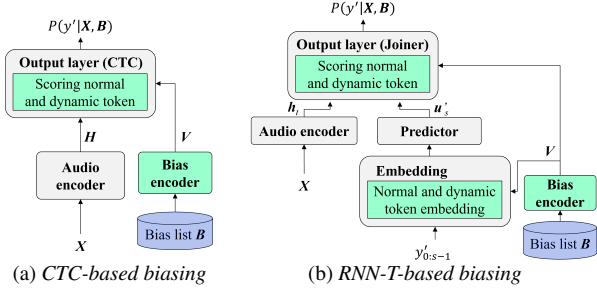 P(y′|X, B)
Output layer (CTC)
Scoring normal
and dynamic token
H
V
Audio
encoder
Bias
encoder
Bias list B
X
(a) CTC-based biasing
P(y′|X, B)
Output layer (Joiner)
Scoring normal
and dynamic token
h_t
u′_s
Audio encoder
Predictor
V
X
Embedding
Normal and dynamic
token embedding
Bias
encoder
Bias list B
y′_{0:s−1}
(b) RNN-T-based biasing